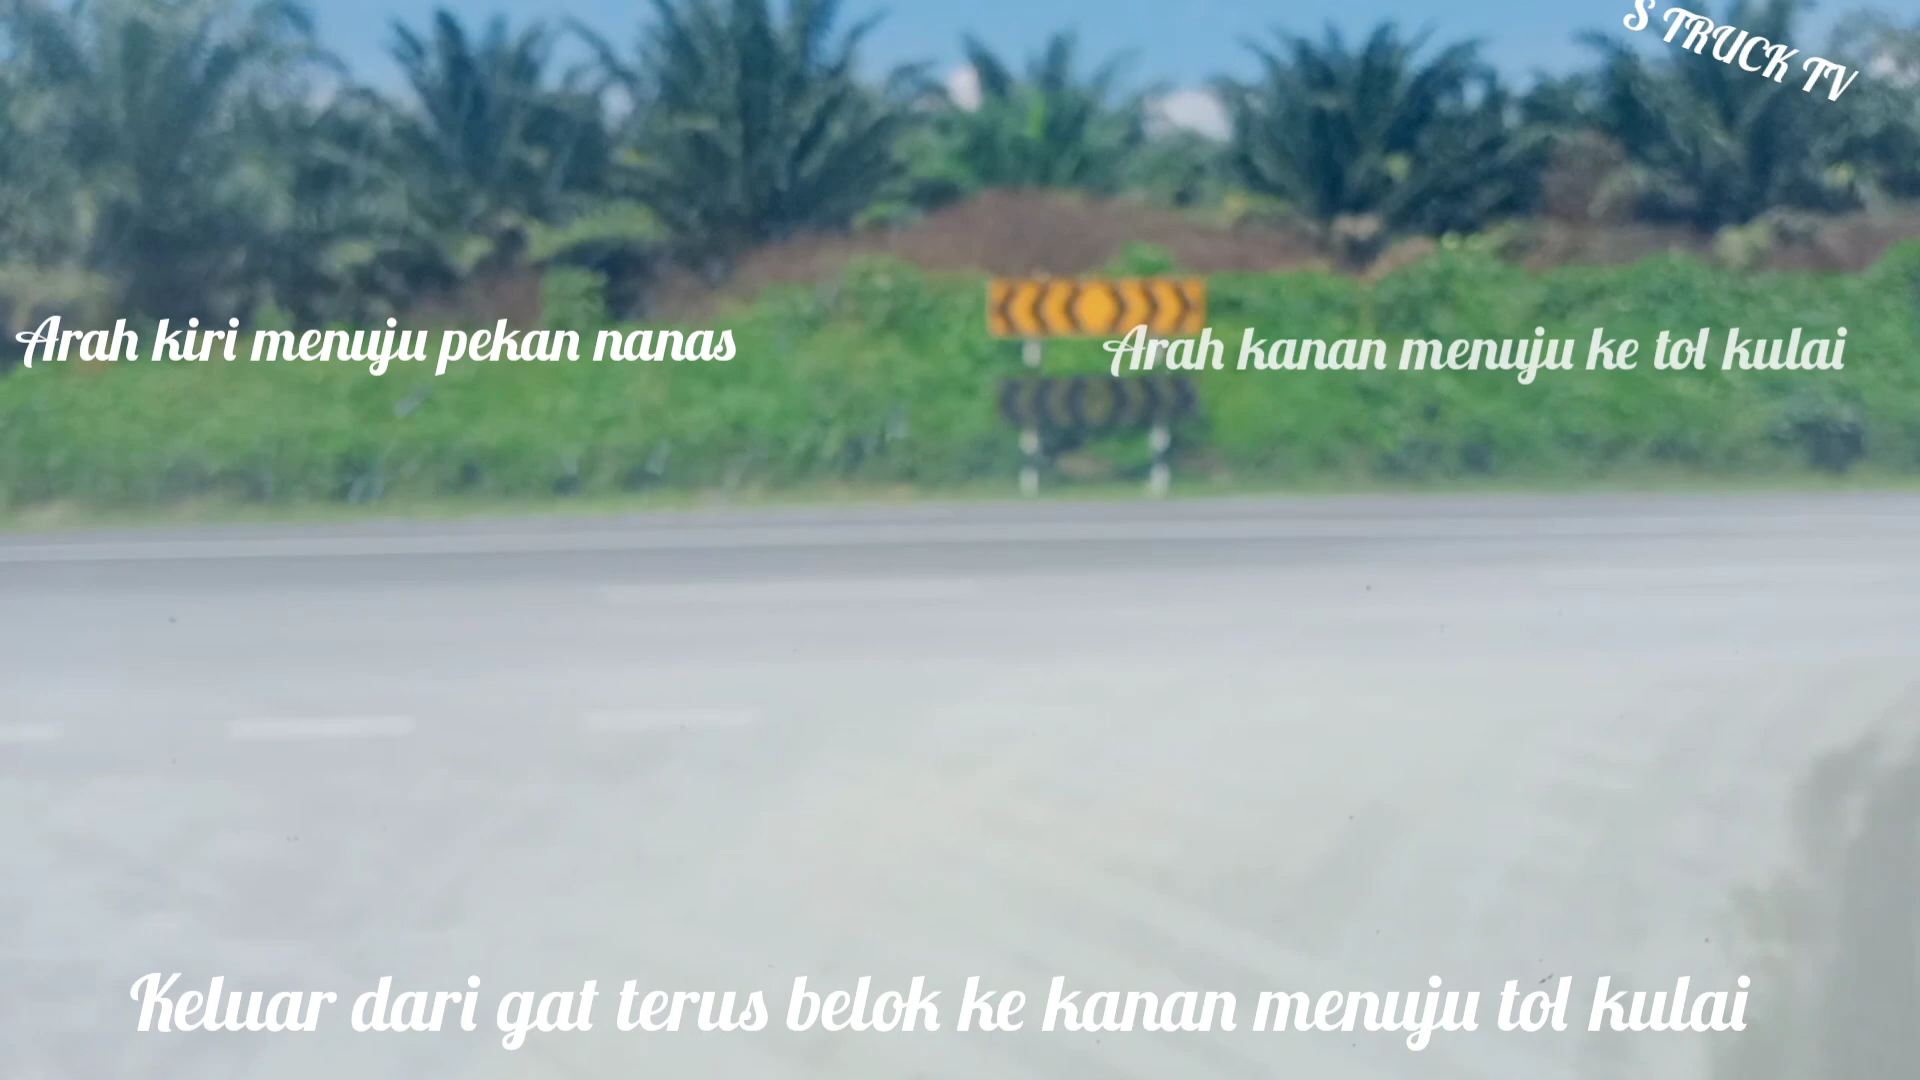 S TRUCK TV
Arah kiri menuju pekan nanas
Arah kanan menuju ke tol kulai
Keluar dari gat terus belok ke kanan menuju tol kulai